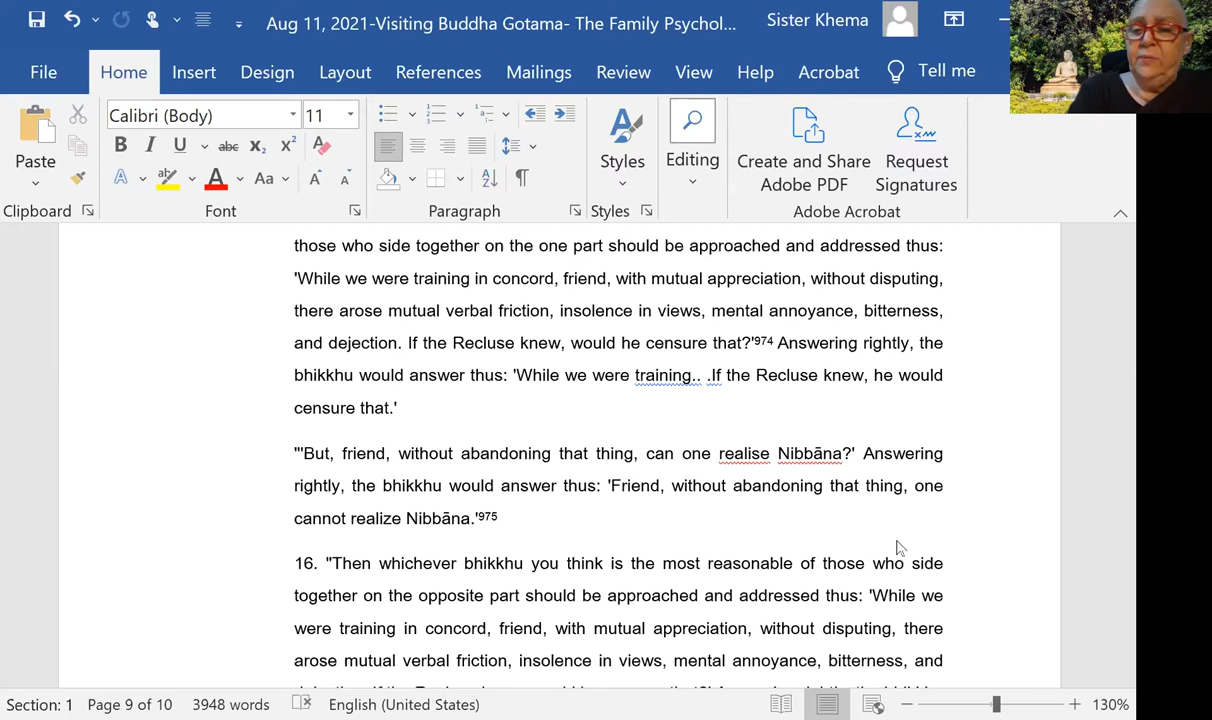 Aug 11, 2021-Visiting Buddha Gotama- The Family Psychol...
Sister Khema
File Home Insert Design Layout References Mailings Review View Help Acrobat Tell me
Calibri (Body) 11
B I U abc X₂ X²
A ab A Aa A A
Paste
Styles
Editing
Create and Share Adobe PDF
Request Signatures
Clipboard Font Paragraph Styles Adobe Acrobat
those who side together on the one part should be approached and addressed thus:
'While we were training in concord, friend, with mutual appreciation, without disputing,
there arose mutual verbal friction, insolence in views, mental annoyance, bitterness,
and dejection. If the Recluse knew, would he censure that?'974 Answering rightly, the
bhikkhu would answer thus: 'While we were training.. .If the Recluse knew, he would
censure that.'
"'But, friend, without abandoning that thing, can one realise Nibbāna?' Answering
rightly, the bhikkhu would answer thus: 'Friend, without abandoning that thing, one
cannot realize Nibbāna.'975
16. "Then whichever bhikkhu you think is the most reasonable of those who side
together on the opposite part should be approached and addressed thus: 'While we
were training in concord, friend, with mutual appreciation, without disputing, there
arose mutual verbal friction, insolence in views, mental annoyance, bitterness, and
Section: 1 Page 9 of 10 3948 words English (United States) 130%